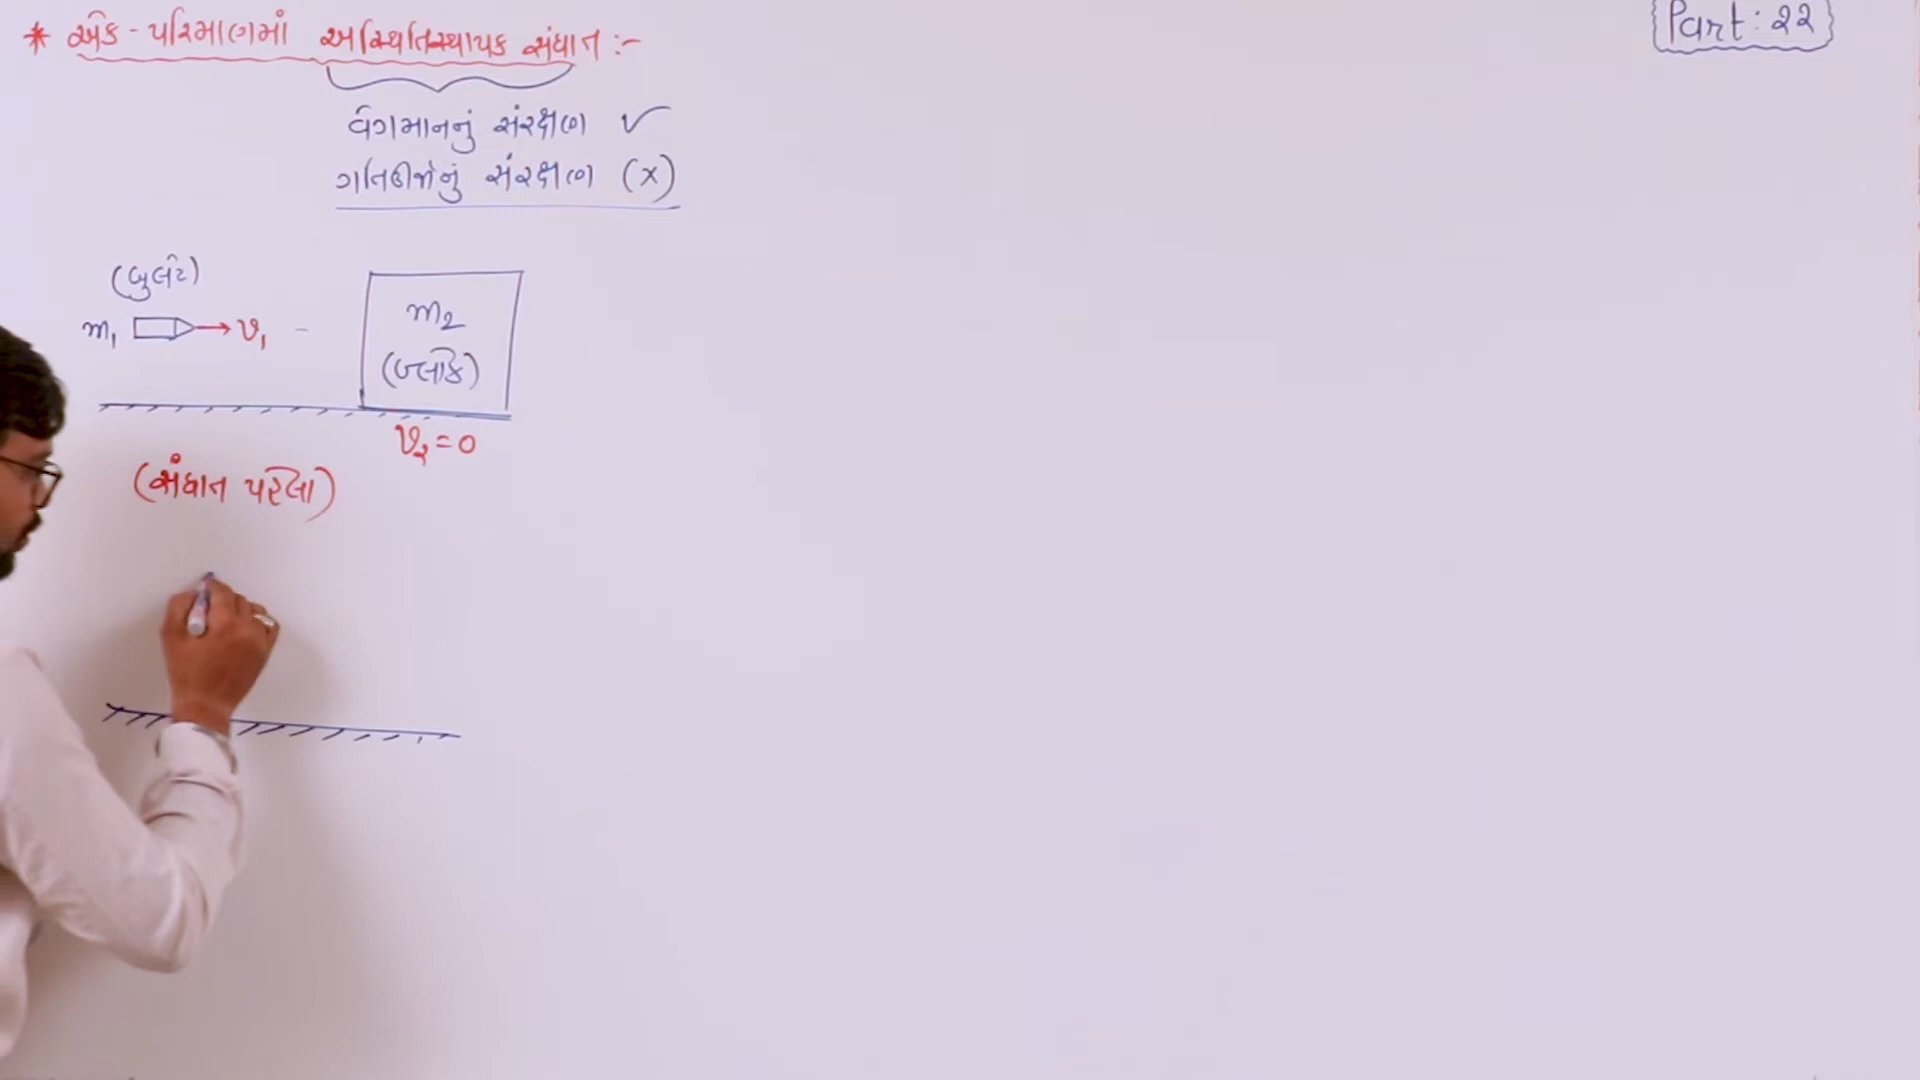 * એક - પરિમાણમાં અસ્થિતિસ્થાપક સંઘાત :-
Part : 22
વેગમાનનું સંરક્ષણ ✓
ગતિઊર્જાનું સંરક્ષણ (x)
(બુલેટ)
m₁ v₁
m₂
(બ્લોક)
v₂ = 0
(સંઘાત પહેલા)